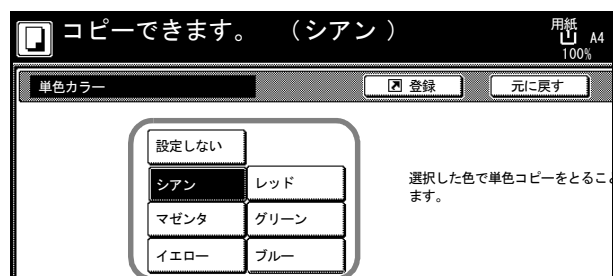 コピーできます。 （シアン）
用紙
A4
100%
単色カラー
登録
元に戻す
設定しない
シアン
レッド
マゼンタ
グリーン
イエロー
ブルー
選択した色で単色コピーをとるこ
ます。